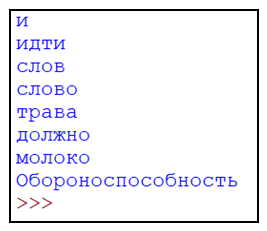 и
идти
слов
слово
трава
должно
молоко
Обороноспособность
>>>